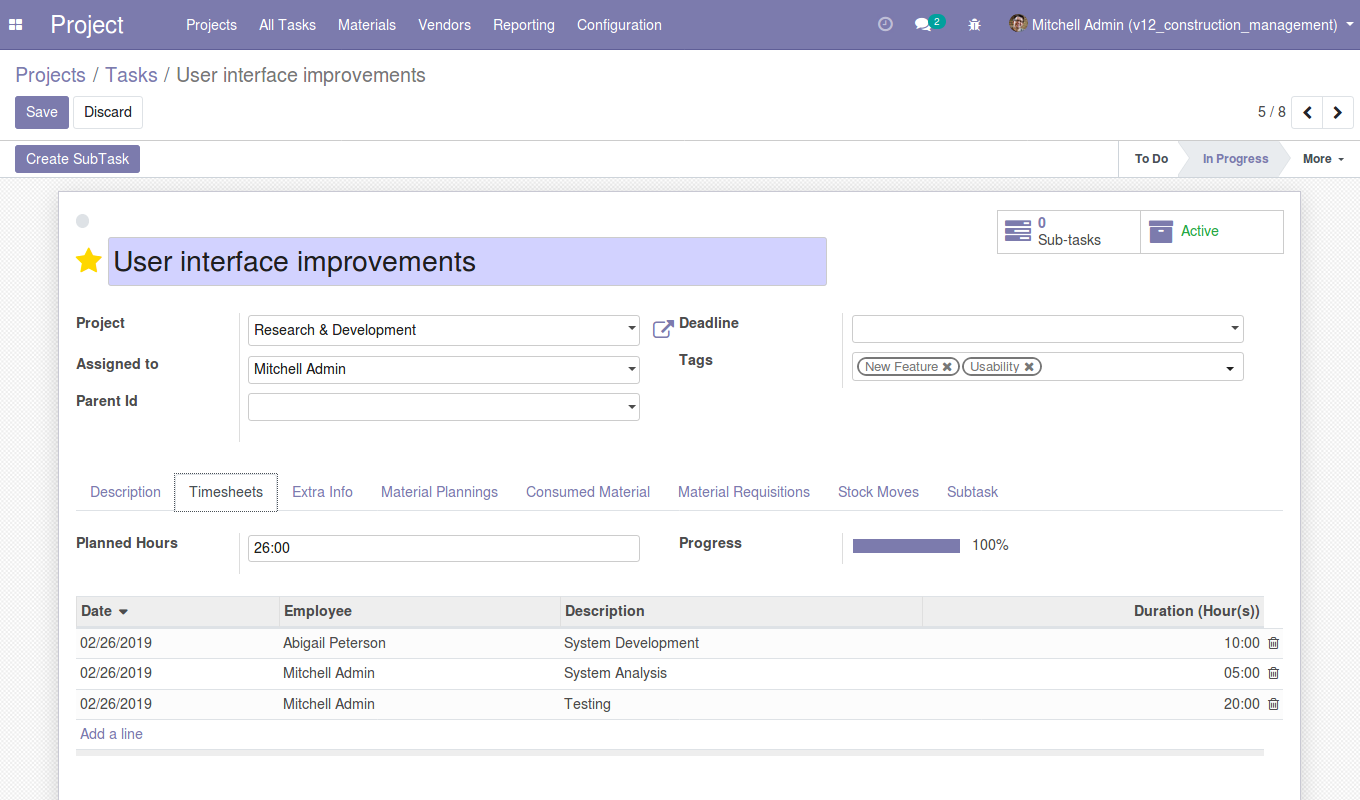 Project Projects All Tasks Materials Vendors Reporting Configuration 2 Mitchell Admin (v12_construction_management)
Projects / Tasks / User interface improvements
Save Discard 5 / 8
Create SubTask To Do In Progress More
0
Sub-tasks Active
User interface improvements
Project Research & Development Deadline
Assigned to Mitchell Admin Tags New Feature Usability
Parent Id
Description Timesheets Extra Info Material Plannings Consumed Material Material Requisitions Stock Moves Subtask
Planned Hours 26:00 Progress 100%
Date Employee Description Duration (Hour(s))
02/26/2019 Abigail Peterson System Development 10:00
02/26/2019 Mitchell Admin System Analysis 05:00
02/26/2019 Mitchell Admin Testing 20:00
Add a line